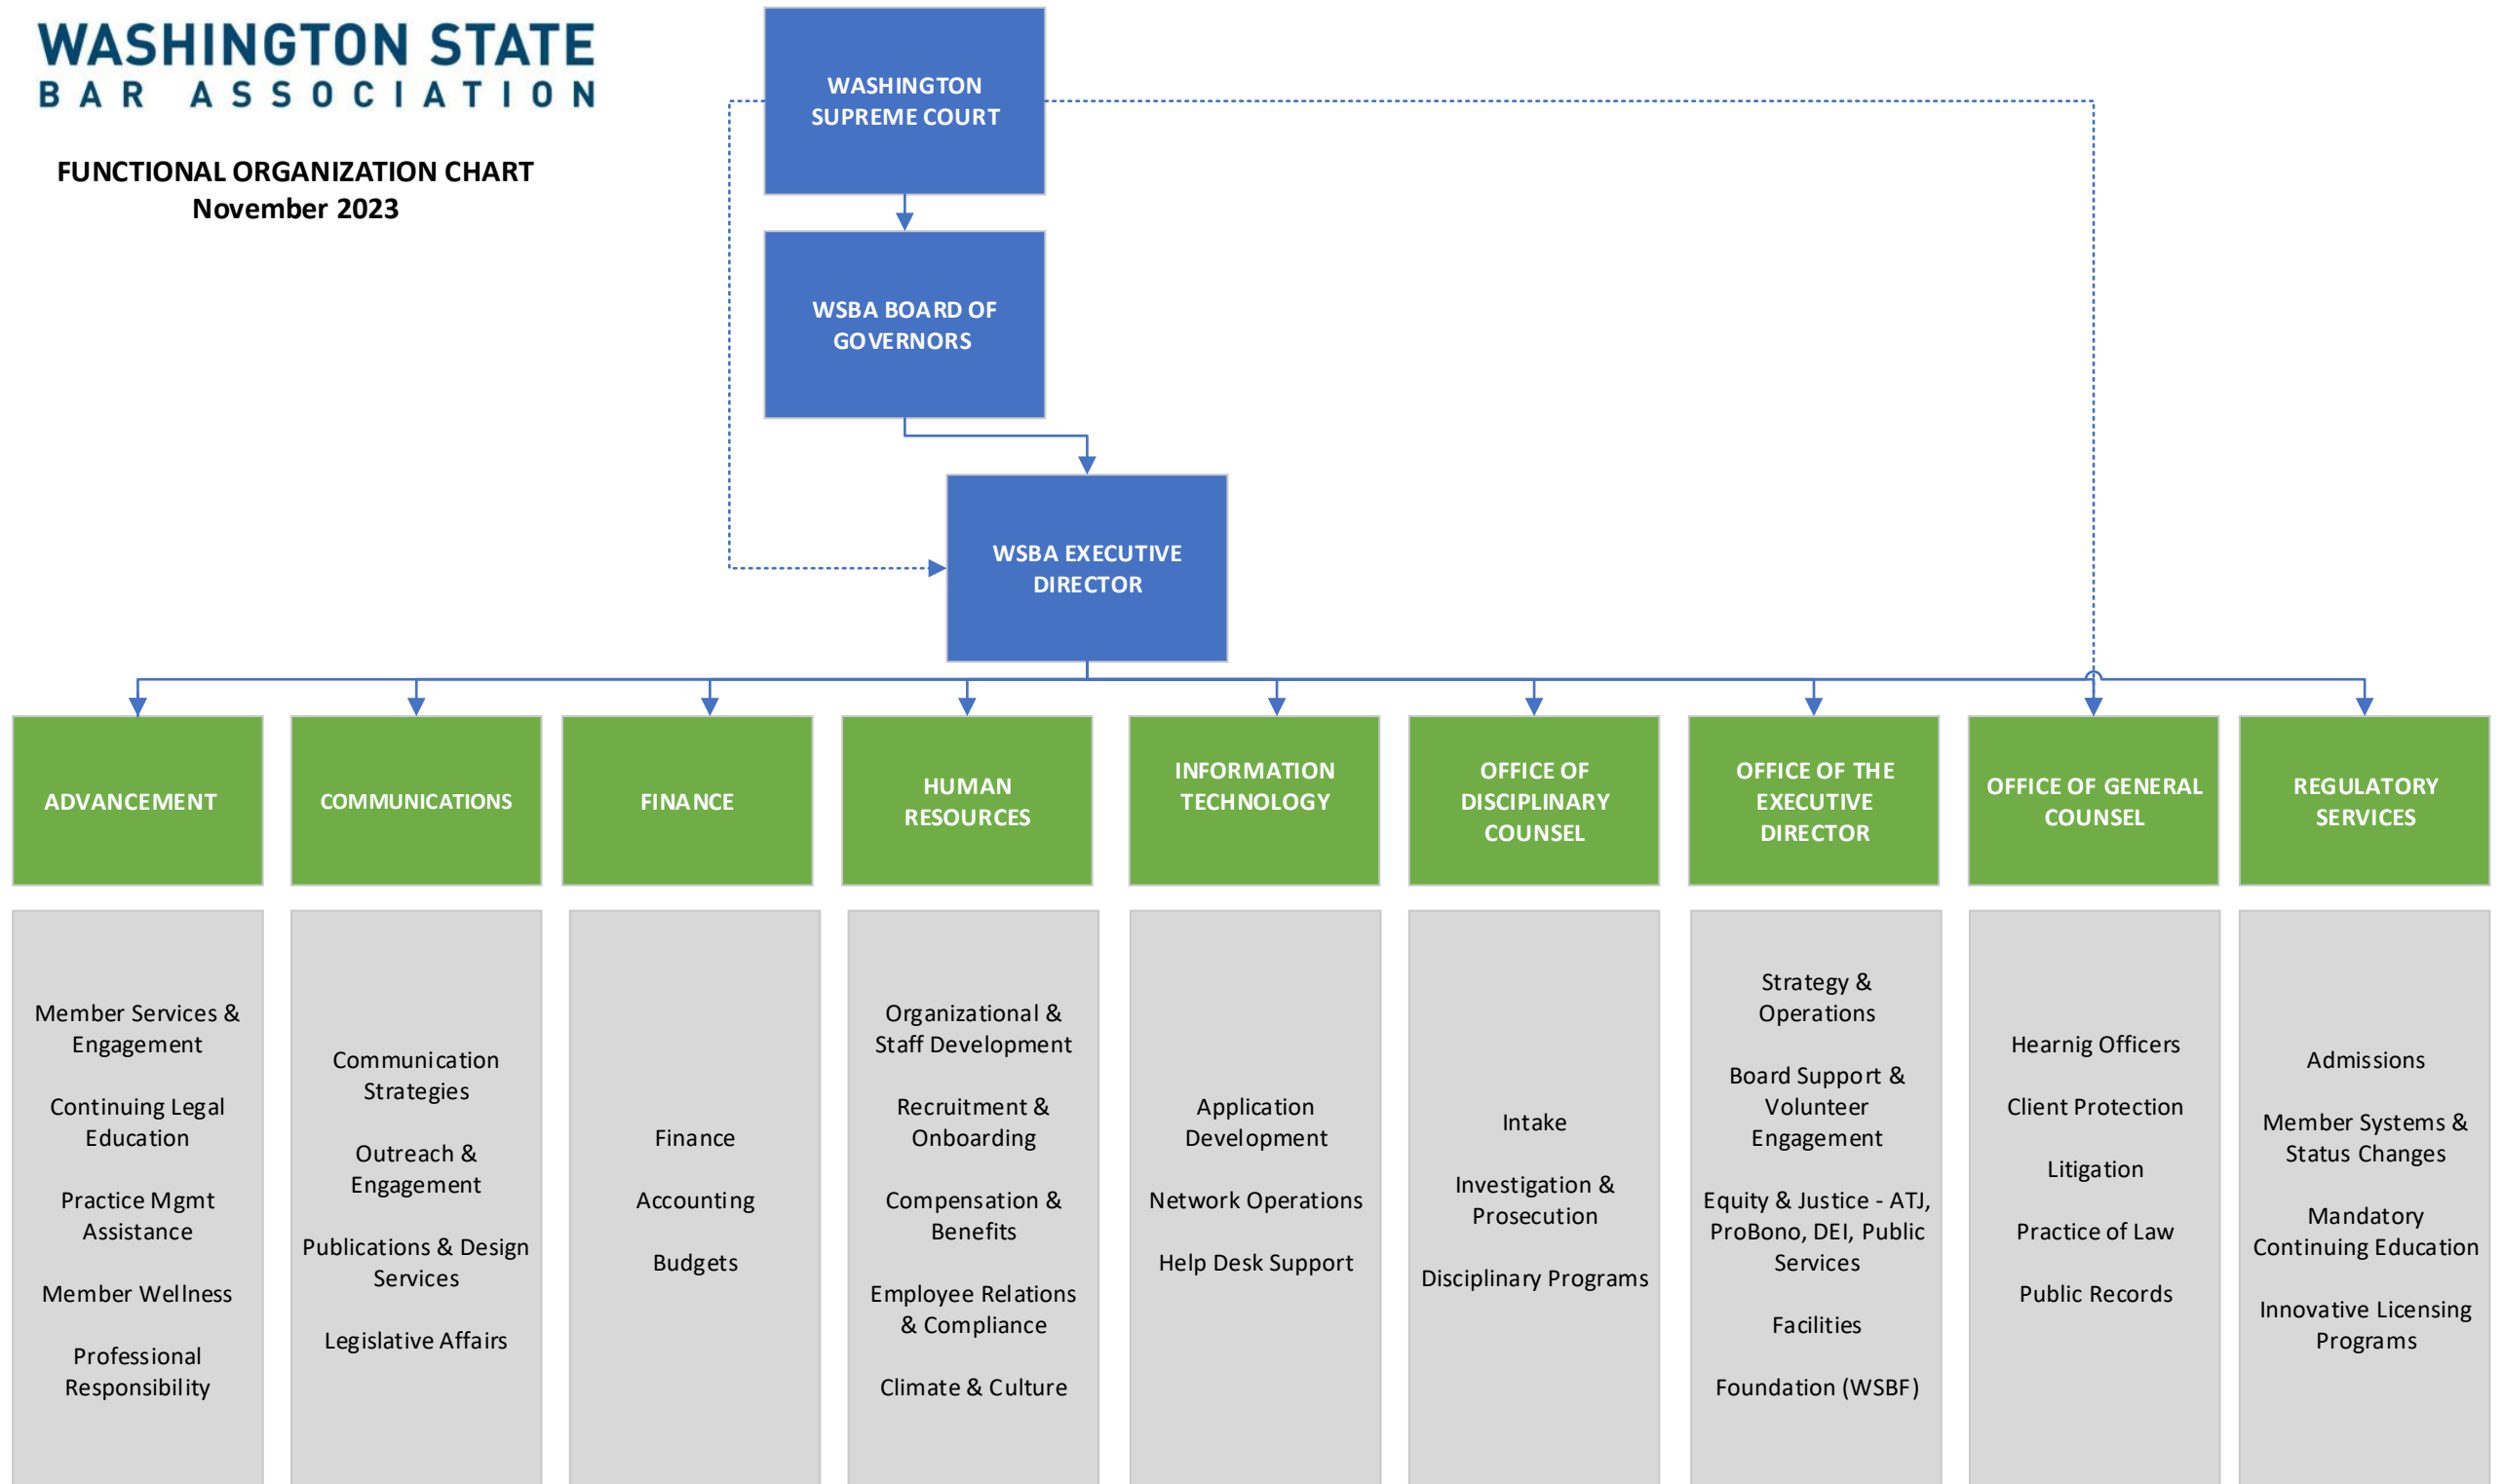 WASHINGTON STATE
BAR ASSOCIATION
FUNCTIONAL ORGANIZATION CHART
November 2023
WASHINGTON
SUPREME COURT
WSBA BOARD OF
GOVERNORS
WSBA EXECUTIVE
DIRECTOR
ADVANCEMENT
COMMUNICATIONS
FINANCE
HUMAN
RESOURCES
INFORMATION
TECHNOLOGY
OFFICE OF
DISCIPLINARY
COUNSEL
OFFICE OF THE
EXECUTIVE
DIRECTOR
OFFICE OF GENERAL
COUNSEL
REGULATORY
SERVICES
Member Services &
Engagement
Continuing Legal
Education
Practice Mgmt
Assistance
Member Wellness
Professional
Responsibility
Communication
Strategies
Outreach &
Engagement
Publications & Design
Services
Legislative Affairs
Finance
Accounting
Budgets
Organizational &
Staff Development
Recruitment &
Onboarding
Compensation &
Benefits
Employee Relations
& Compliance
Climate & Culture
Application
Development
Network Operations
Help Desk Support
Intake
Investigation &
Prosecution
Disciplinary Programs
Strategy &
Operations
Board Support &
Volunteer
Engagement
Equity & Justice - ATJ,
ProBono, DEI, Public
Services
Facilities
Foundation (WSBF)
Hearnig Officers
Client Protection
Litigation
Practice of Law
Public Records
Admissions
Member Systems &
Status Changes
Mandatory
Continuing Education
Innovative Licensing
Programs